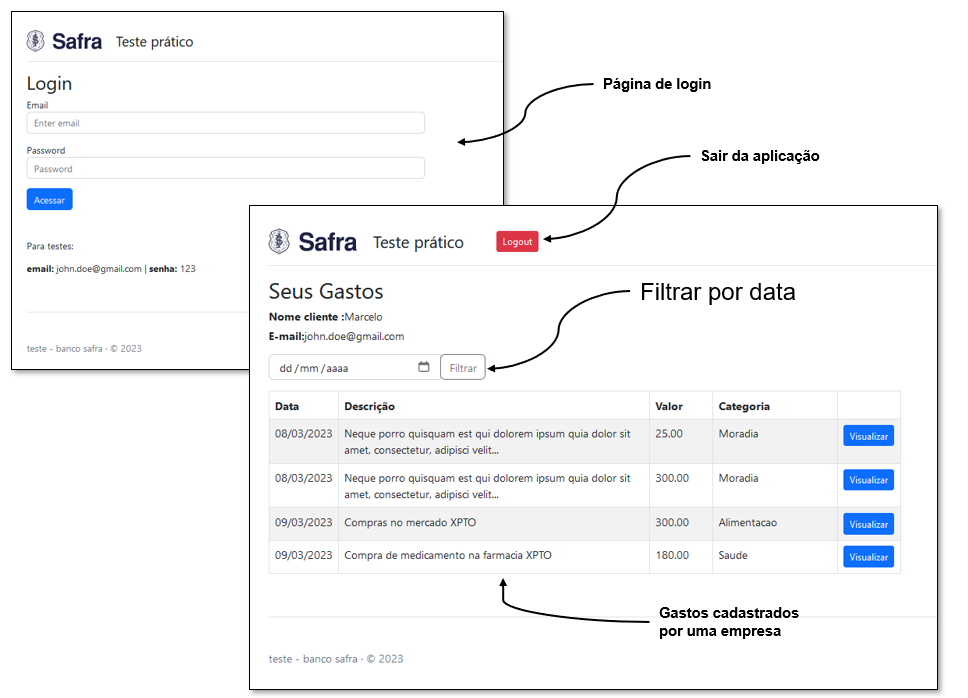 Safra Teste prático
Login
Email
Enter email
Password
Password
Acessar
Para testes:
email: john.doe@gmail.com | senha: 123
teste - banco safra · © 2023
Página de login
Sair da aplicação
Safra Teste prático Logout
Seus Gastos
Nome cliente :Marcelo
E-mail:john.doe@gmail.com
Filtrar por data
dd/mm/aaaa Filtrar
Data Descrição Valor Categoria
08/03/2023 Neque porro quisquam est qui dolorem ipsum quia dolor sit 25.00 Moradia Visualizar
amet, consectetur, adipisci velit...
08/03/2023 Neque porro quisquam est qui dolorem ipsum quia dolor sit 300.00 Moradia Visualizar
amet, consectetur, adipisci velit...
09/03/2023 Compras no mercado XPTO 300.00 Alimentacao Visualizar
09/03/2023 Compra de medicamento na farmacia XPTO 180.00 Saude Visualizar
Gastos cadastrados
por uma empresa
teste - banco safra · © 2023